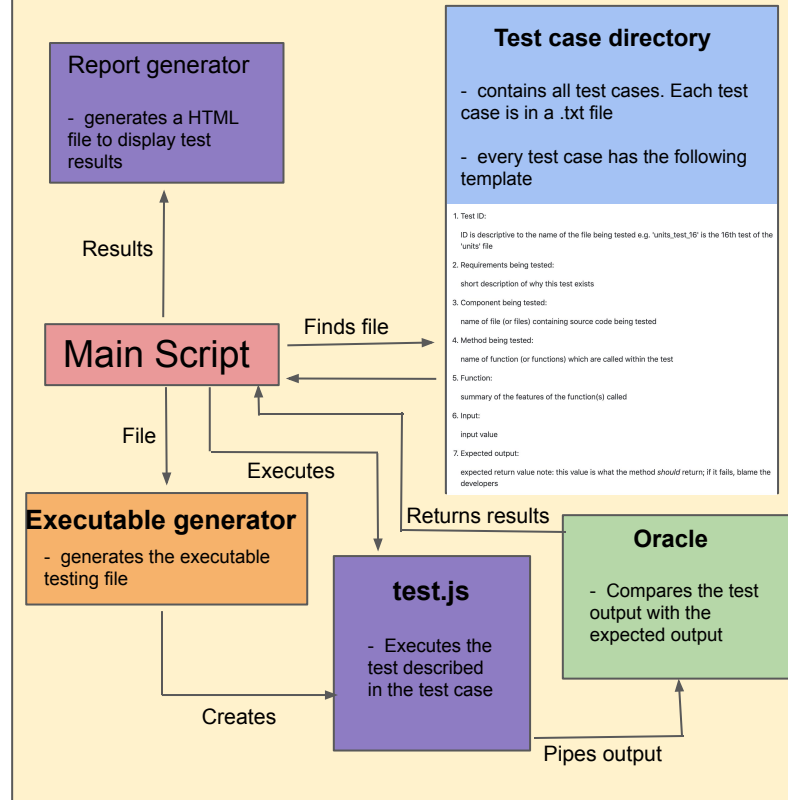 Report generator
- generates a HTML
file to display test
results
Test case directory
- contains all test cases. Each test
case is in a .txt file
- every test case has the following
template
1. Test ID:
ID is descriptive to the name of the file being tested e.g. 'units_test_16' is the 16th test of the
'units' file
2. Requirements being tested:
short description of why this test exists
3. Component being tested:
name of file (or files) containing source code being tested
4. Method being tested:
name of function (or functions) which are called within the test
5. Function:
summary of the features of the function(s) called
6. Input:
input value
7. Expected output:
expected return value note: this value is what the method should return; if it fails, blame the
developers
Results
Finds file
Main Script
File
Executes
Returns results
Executable generator
- generates the executable
testing file
test.js
- Executes the
test described
in the test case
Oracle
- Compares the test
output with the
expected output
Creates
Pipes output